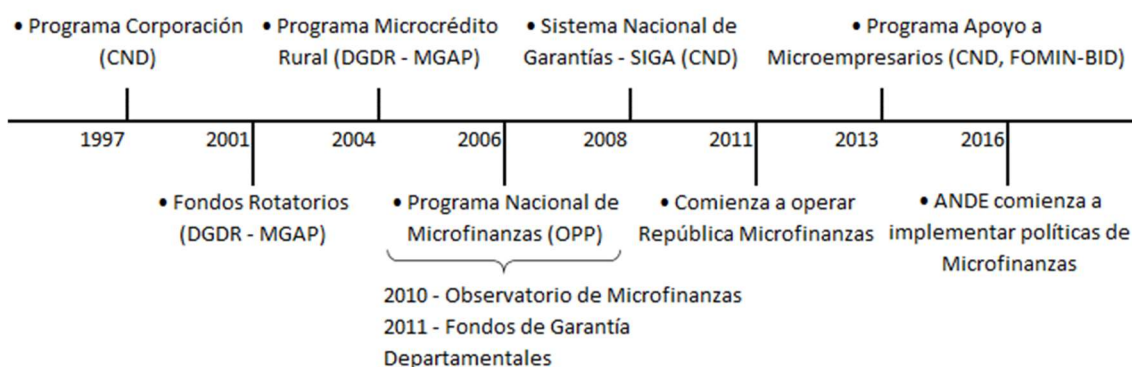 • Programa Corporación
(CND)
• Programa Microcrédito
Rural (DGDR - MGAP)
• Sistema Nacional de
Garantías - SIGA (CND)
• Programa Apoyo a
Microempresarios (CND, FOMIN-BID)
1997
2001
2004
2006
2008
2011
2013
2016
• Fondos Rotatorios
(DGDR - MGAP)
• Programa Nacional de
Microfinanzas (OPP)
2010 - Observatorio de Microfinanzas
2011 - Fondos de Garantía
Departamentales
• Comienza a operar
República Microfinanzas
• ANDE comienza a
implementar políticas de
Microfinanzas